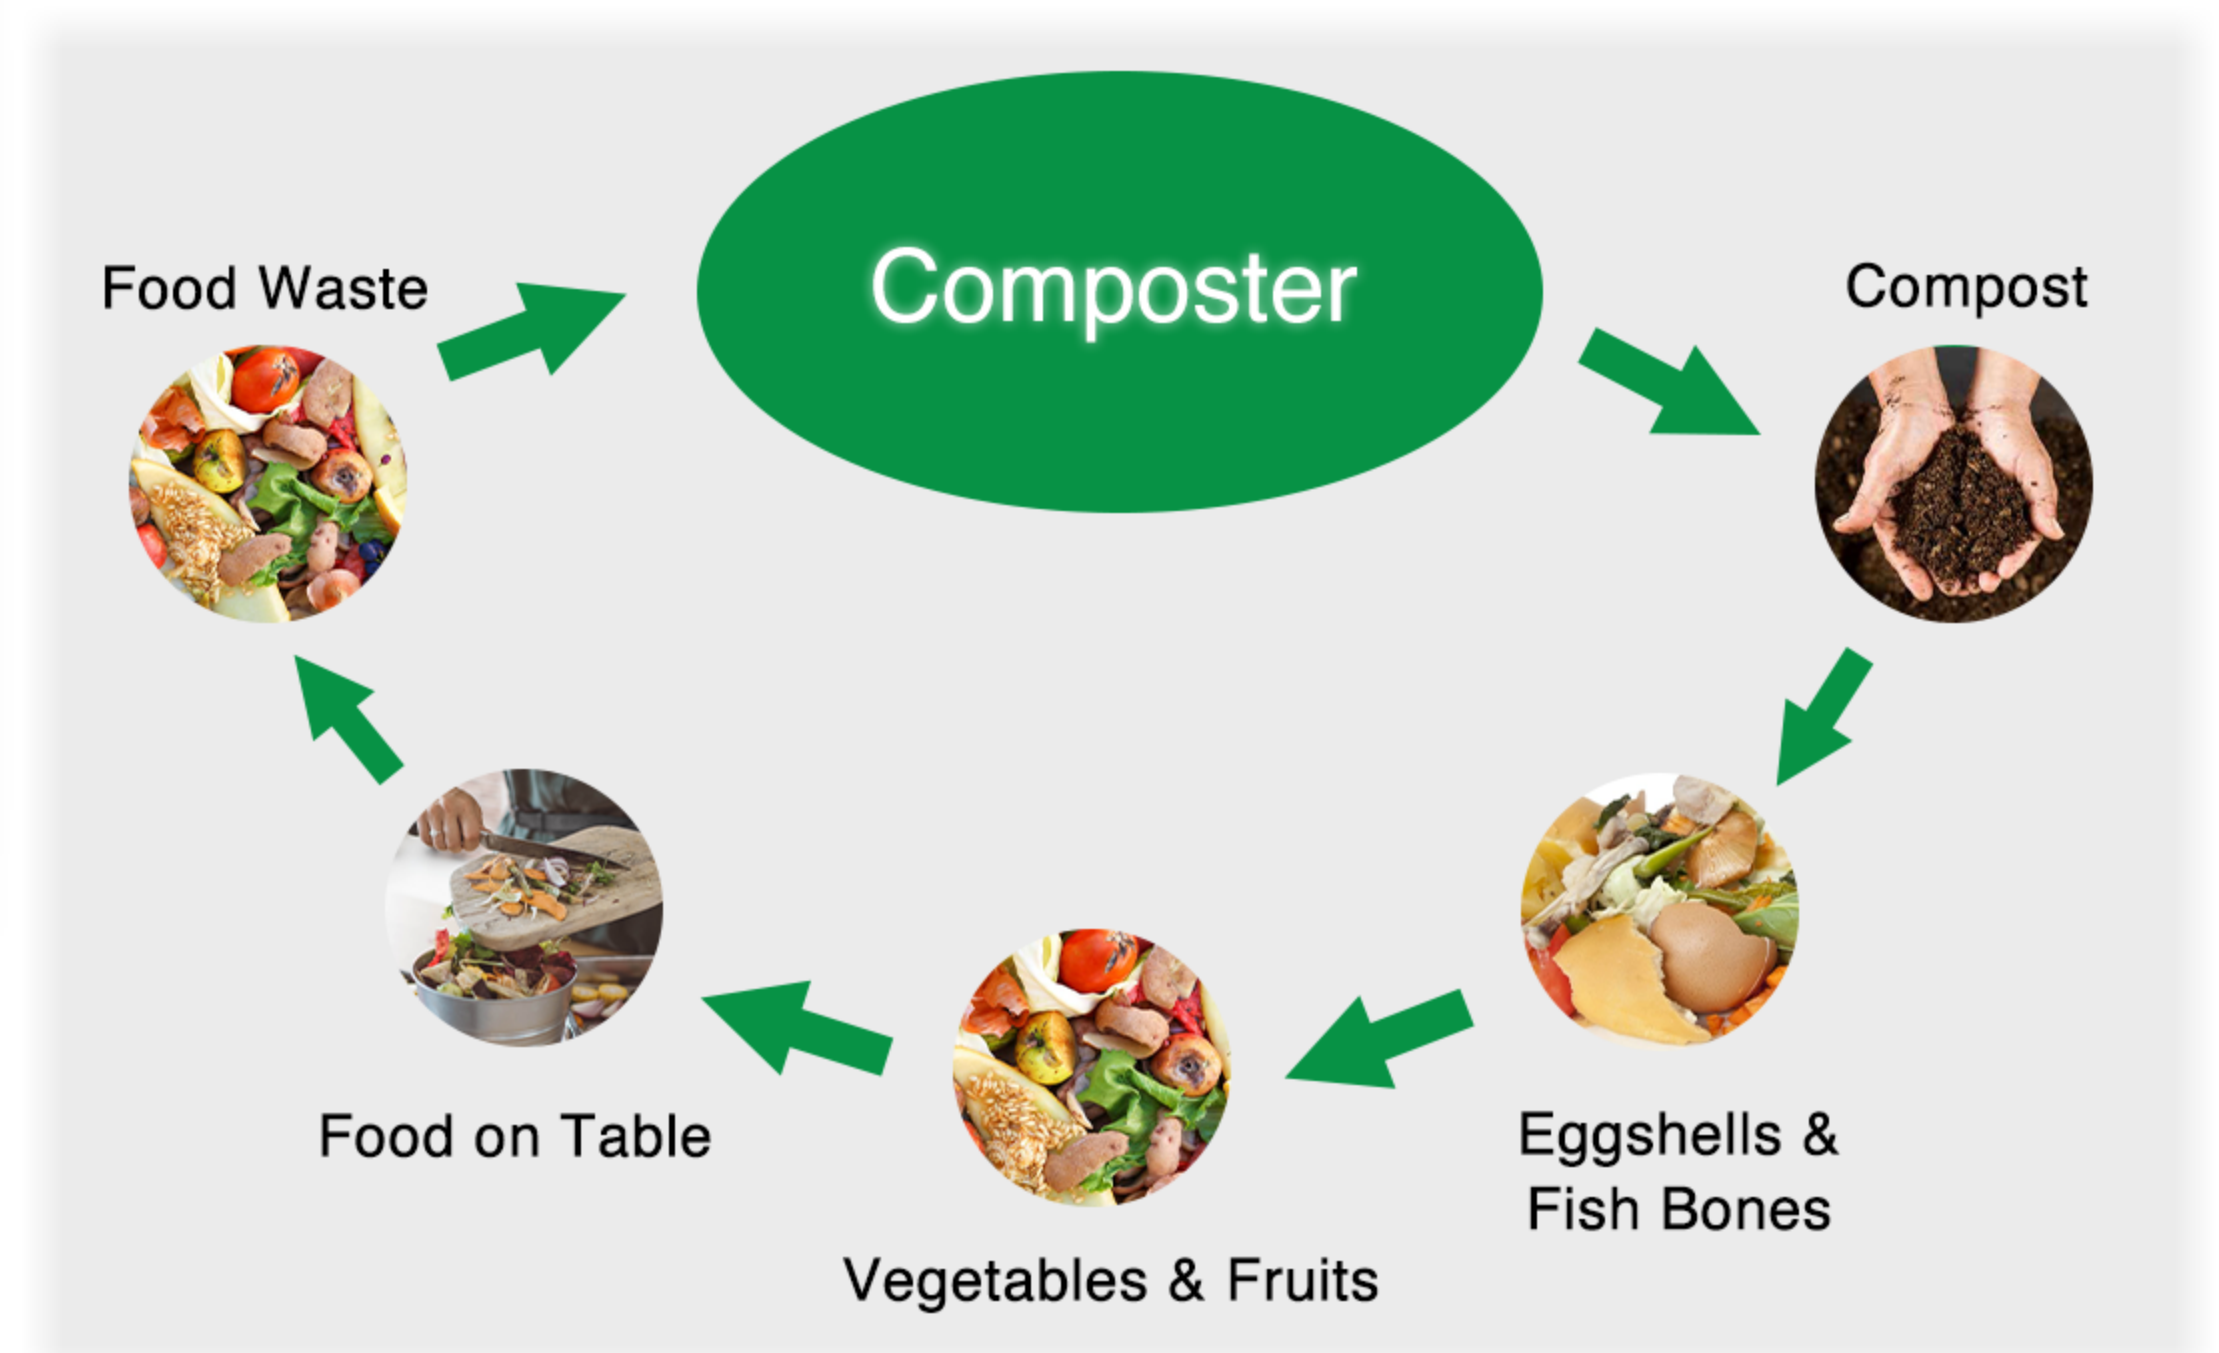 Composter
Food Waste
Compost
Food on Table
Eggshells &
Fish Bones
Vegetables & Fruits